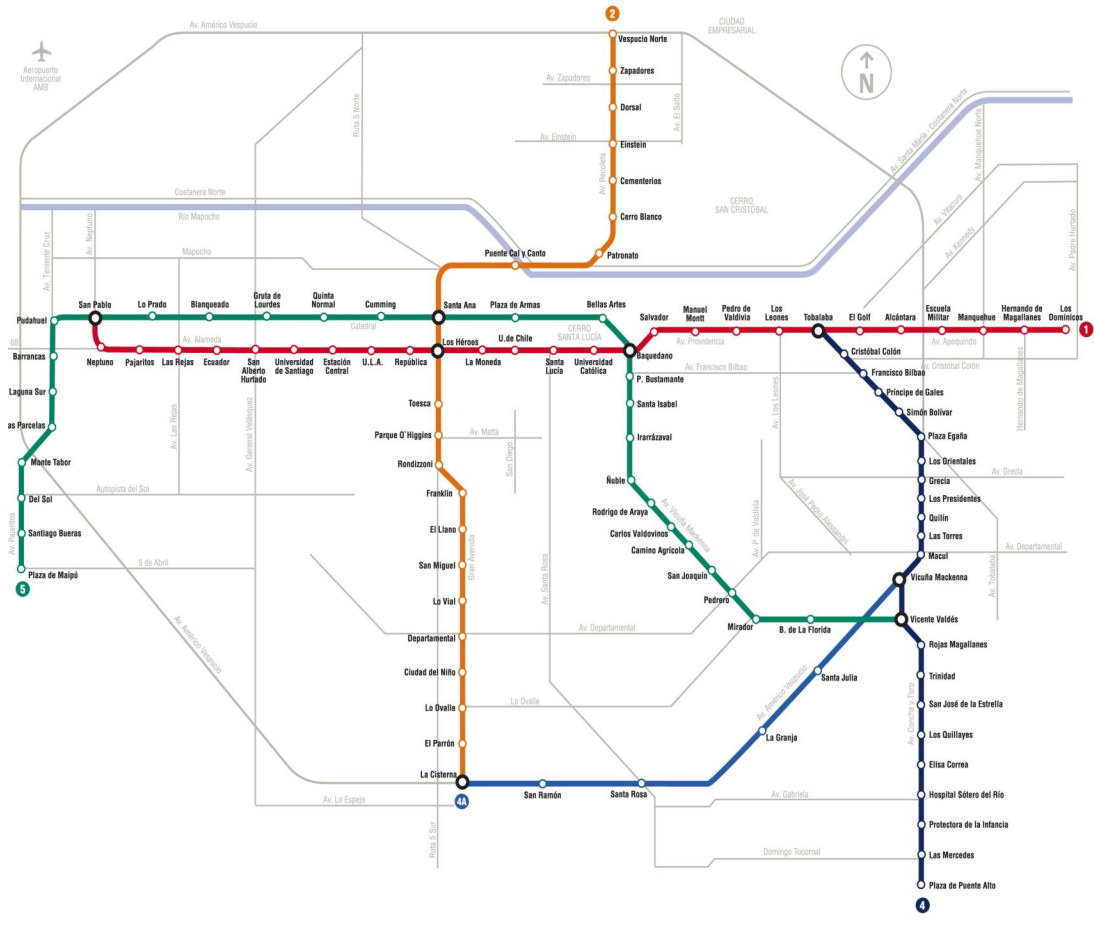 2
Av. Américo Vespucio
CIUDAD
EMPRESARIAL
Vespucio Norte
Aeropuerto
Internacional
AMB
Zapadores
Av. Zapadores
N
Ruta 5 Norte
Dorsal
Av. El Salto
Av. Santa María - Costanera Norte
Av. Manquehue Norte
Av. Einstein
Einstein
Av. Recoleta
Cementerios
Costanera Norte
CERRO
SAN CRISTÓBAL
Av. Vitacura
Av. Kennedy
Av. Padre Hurtado
Río Mapocho
Av. Neptuno
Av. Teniente Cruz
Cerro Blanco
Mapocho
Puente Cal y Canto
Patronato
San Pablo
Lo Prado
Blanqueado
Gruta de
Lourdes
Quinta
Normal
Cumming
Santa Ana
Plaza de Armas
Bellas Artes
Salvador
Manuel
Montt
Pedro de
Valdivia
Los
Leones
Tobalaba
El Golf
Alcántara
Escuela
Militar
Manquehue
Hernando de
Magallanes
Los
Dominicos
1
Pudahuel
Catedral
CERRO
SANTA LUCÍA
68
Av. Alameda
Los Héroes
U.de Chile
Av. Providencia
Av. Apoquindo
Barrancas
Neptuno
Pajaritos
Las Rejas
Ecuador
San
Alberto
Hurtado
Universidad
de Santiago
Estación
Central
U.L.A.
República
La Moneda
Santa
Lucía
Universidad
Católica
Baquedano
Cristóbal Colón
Av. Francisco Bilbao
Av. Cristóbal Colón
Francisco Bilbao
P. Bustamante
Laguna Sur
Príncipe de Gales
Hernando de Magallanes
Toesca
Santa Isabel
Av. Los Leones
Simón Bolívar
as Parcelas
Av. Las Rejas
Av. General Velásquez
Parque O´Higgins
Av. Matta
San Diego
Irarrázaval
Plaza Egaña
Monte Tabor
Rondizzoni
Los Orientales
Ñuble
Grecia
Av. Grecia
Autopista del Sol
Franklin
Del Sol
Los Presidentes
Av. José Pedro Alessandri
Rodrigo de Araya
Av. Vicuña Mackenna
Av. P. de Valdivia
Quilín
El Llano
Carlos Valdovinos
Santiago Bueras
Av. Pajaritos
Las Torres
Camino Agrícola
Av. Departamental
Macul
San Miguel
Gran Avenida
5 de Abril
Plaza de Maipú
5
San Joaquín
Vicuña Mackenna
Av. Tobalaba
Av. Santa Rosa
Lo Vial
Pedrero
Vicente Valdés
Av. Departamental
Mirador
B. de La Florida
Departamental
Av. Américo Vespucio
Rojas Magallanes
Ciudad del Niño
Santa Julia
Trinidad
Av. Américo Vespucio
Lo Ovalle
Lo Ovalle
San José de la Estrella
Av. Concha y Toro
La Granja
Los Quillayes
El Parrón
Elisa Correa
La Cisterna
San Ramón
Santa Rosa
Av. Lo Espejo
4A
Av. Gabriela
Hospital Sótero del Río
Ruta 5 Sur
Protectora de la Infancia
Domingo Tocornal
Las Mercedes
Plaza de Puente Alto
4